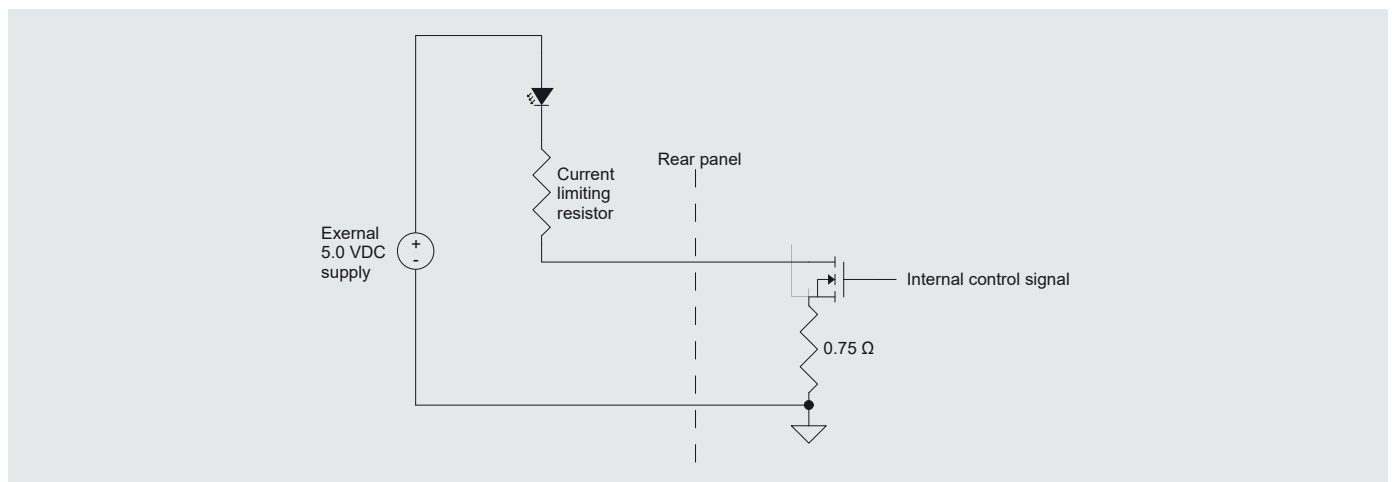 Rear panel
Current
limiting
resistor
Exernal
5.0 VDC
supply
+
-
Internal control signal
0.75 Ω